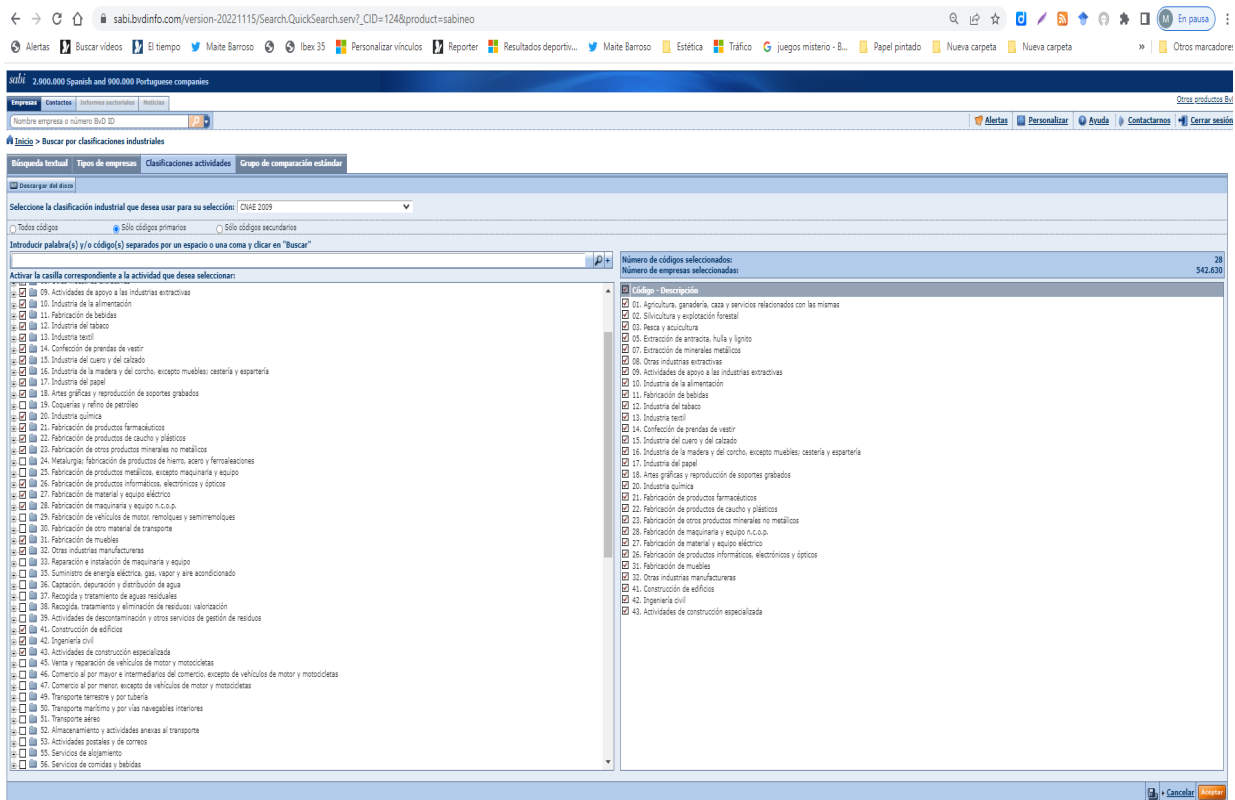 sabi.bvdinfo.com/version-20221115/Search.QuickSearch.serv?_CID=124&product=sabineo
M En pausa
Alertas Buscar vídeos El tiempo Maite Barroso Ibex 35 Personalizar vínculos Reporter Resultados deportiv... Maite Barroso Estética Tráfico juegos misterio - B... Papel pintado Nueva carpeta Nueva carpeta » Otros marcadores
sabi 2.900.000 Spanish and 900.000 Portuguese companies
Empresas Contactos Informes sectoriales Noticias Otros productos BvD
Nombre empresa o número BvD ID Alertas Personalizar Ayuda Contactarnos Cerrar sesión
Inicio > Buscar por clasificaciones industriales
Búsqueda textual Tipos de empresas Clasificaciones actividades Grupo de comparación estándar
Descargar del disco
Seleccione la clasificación industrial que desea usar para su selección: CNAE 2009
Todos códigos Sólo códigos primarios Sólo códigos secundarios
Introducir palabra(s) y/o código(s) separados por un espacio o una coma y clicar en "Buscar"
Activar la casilla correspondiente a la actividad que desea seleccionar:
09. Actividades de apoyo a las industrias extractivas
10. Industria de la alimentación
11. Fabricación de bebidas
12. Industria del tabaco
13. Industria textil
14. Confección de prendas de vestir
15. Industria del cuero y del calzado
16. Industria de la madera y del corcho, excepto muebles; cestería y espartería
17. Industria del papel
18. Artes gráficas y reproducción de soportes grabados
19. Coquerías y refino de petróleo
20. Industria química
21. Fabricación de productos farmacéuticos
22. Fabricación de productos de caucho y plásticos
23. Fabricación de otros productos minerales no metálicos
24. Metalurgia; fabricación de productos de hierro, acero y ferroaleaciones
25. Fabricación de productos metálicos, excepto maquinaria y equipo
26. Fabricación de productos informáticos, electrónicos y ópticos
27. Fabricación de material y equipo eléctrico
28. Fabricación de maquinaria y equipo n.c.o.p.
29. Fabricación de vehículos de motor, remolques y semirremolques
30. Fabricación de otro material de transporte
31. Fabricación de muebles
32. Otras industrias manufactureras
33. Reparación e instalación de maquinaria y equipo
35. Suministro de energía eléctrica, gas, vapor y aire acondicionado
36. Captación, depuración y distribución de agua
37. Recogida y tratamiento de aguas residuales
38. Recogida, tratamiento y eliminación de residuos; valorización
39. Actividades de descontaminación y otros servicios de gestión de residuos
41. Construcción de edificios
42. Ingeniería civil
43. Actividades de construcción especializada
45. Venta y reparación de vehículos de motor y motocicletas
46. Comercio al por mayor e intermediarios del comercio, excepto de vehículos de motor y motocicletas
47. Comercio al por menor, excepto de vehículos de motor y motocicletas
49. Transporte terrestre y por tubería
50. Transporte marítimo y por vías navegables interiores
51. Transporte aéreo
52. Almacenamiento y actividades anexas al transporte
53. Actividades postales y de correos
55. Servicios de alojamiento
56. Servicios de comidas y bebidas
Número de códigos seleccionados: 28
Número de empresas seleccionadas: 542.630
Código - Descripción
01. Agricultura, ganadería, caza y servicios relacionados con las mismas
02. Silvicultura y explotación forestal
03. Pesca y acuicultura
05. Extracción de antracita, hulla y lignito
07. Extracción de minerales metálicos
08. Otras industrias extractivas
09. Actividades de apoyo a las industrias extractivas
10. Industria de la alimentación
11. Fabricación de bebidas
12. Industria del tabaco
13. Industria textil
14. Confección de prendas de vestir
15. Industria del cuero y del calzado
16. Industria de la madera y del corcho, excepto muebles; cestería y espartería
17. Industria del papel
18. Artes gráficas y reproducción de soportes grabados
20. Industria química
21. Fabricación de productos farmacéuticos
22. Fabricación de productos de caucho y plásticos
23. Fabricación de otros productos minerales no metálicos
28. Fabricación de maquinaria y equipo n.c.o.p.
27. Fabricación de material y equipo eléctrico
26. Fabricación de productos informáticos, electrónicos y ópticos
31. Fabricación de muebles
32. Otras industrias manufactureras
41. Construcción de edificios
42. Ingeniería civil
43. Actividades de construcción especializada
Cancelar Aceptar